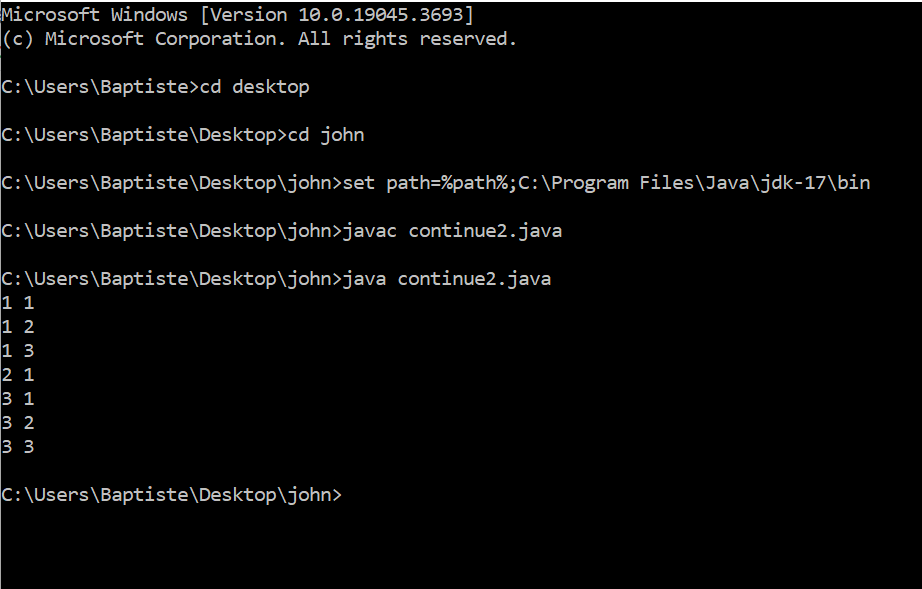 Microsoft Windows [Version 10.0.19045.3693]
(c) Microsoft Corporation. All rights reserved.
C:\Users\Baptiste>cd desktop
C:\Users\Baptiste\Desktop>cd john
C:\Users\Baptiste\Desktop\john>set path=%path%;C:\Program Files\Java\jdk-17\bin
C:\Users\Baptiste\Desktop\john>javac continue2.java
C:\Users\Baptiste\Desktop\john>java continue2.java
1 1
1 2
1 3
2 1
3 1
3 2
3 3
C:\Users\Baptiste\Desktop\john>